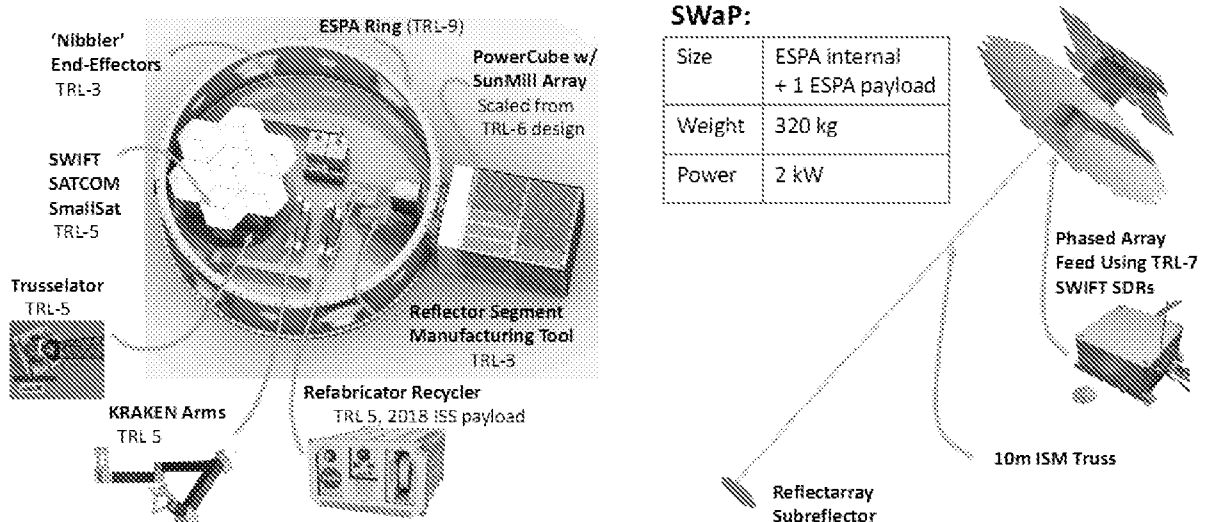 'Nibbler'
End-Effectors
TRL-3
ESPA Ring (TRL-9)
PowerCube w/
SunMill Array
Scaled from
TRL-6 design
SWIFT
SATCOM
SmallSat
TRL-5
Trusselator
TRL-5
Reflector Segment
Manufacturing Tool
TRL-3
KRAKEN Arms
TRL 5
Refabricator Recycler
TRL 5, 2018 ISS payload
SWaP:
Size
ESPA internal
+ 1 ESPA payload
Weight
320 kg
Power
2 kW
Phased Array
Feed Using TRL-7
SWIFT SDRs
10m ISM Truss
Reflectarray
Subreflector